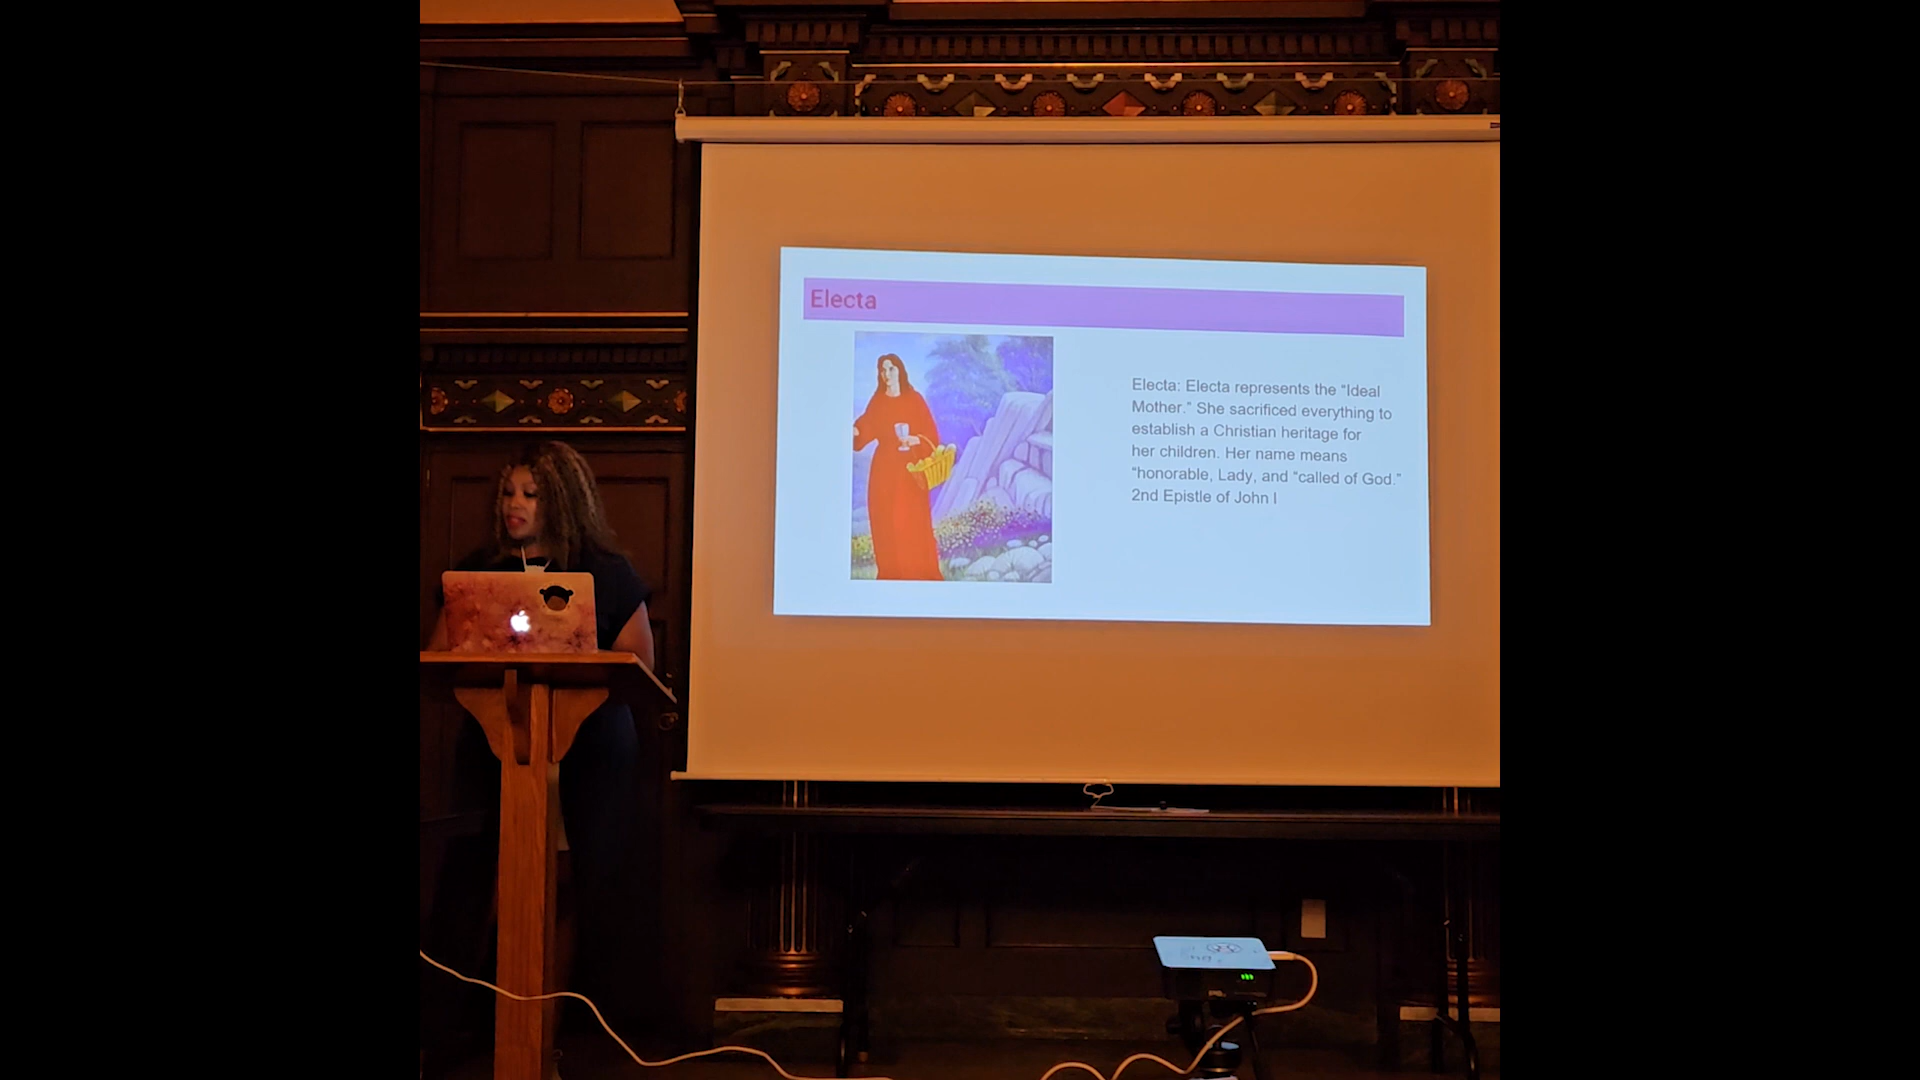 Electa
Electa: Electa represents the “Ideal
Mother.” She sacrificed everything to
establish a Christian heritage for
her children. Her name means
“honorable, Lady, and “called of God.”
2nd Epistle of John I